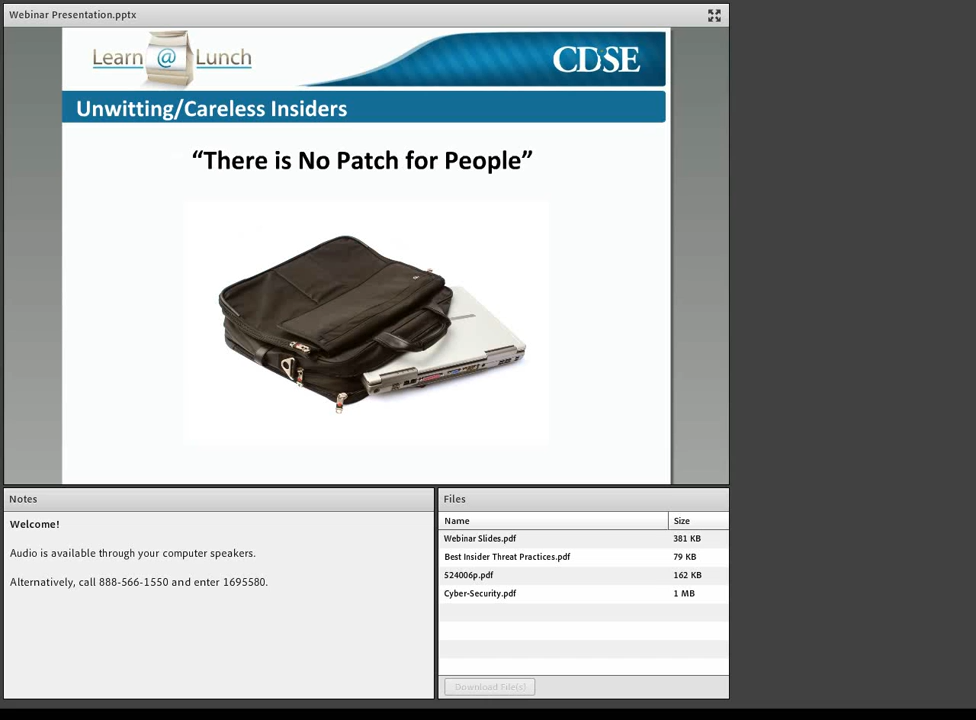 Webinar Presentation.pptx
Learn @ Lunch
CDSE
Unwitting/Careless Insiders
“There is No Patch for People”
Notes
Welcome!
Audio is available through your computer speakers.
Alternatively, call 888-566-1550 and enter 1695580.
Files
Name Size
Webinar Slides.pdf 381 KB
Best Insider Threat Practices.pdf 79 KB
524006p.pdf 162 KB
Cyber-Security.pdf 1 MB
Download File(s)